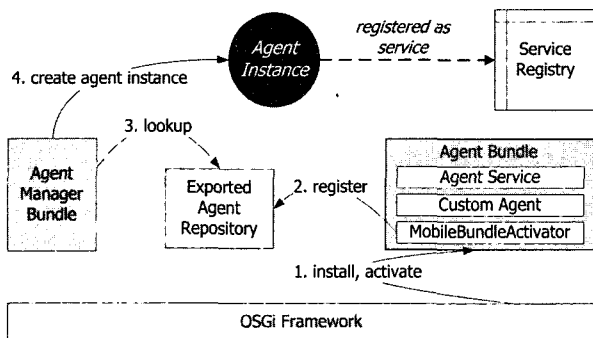 Agent
Instance
registered as
service
Service
Registry
4. create agent instance
3. lookup
Agent
Manager
Bundle
Exported
Agent
Repository
2. register
Agent Bundle
Agent Service
Custom Agent
MobileBundleActivator
1. install, activate
OSGi Framework